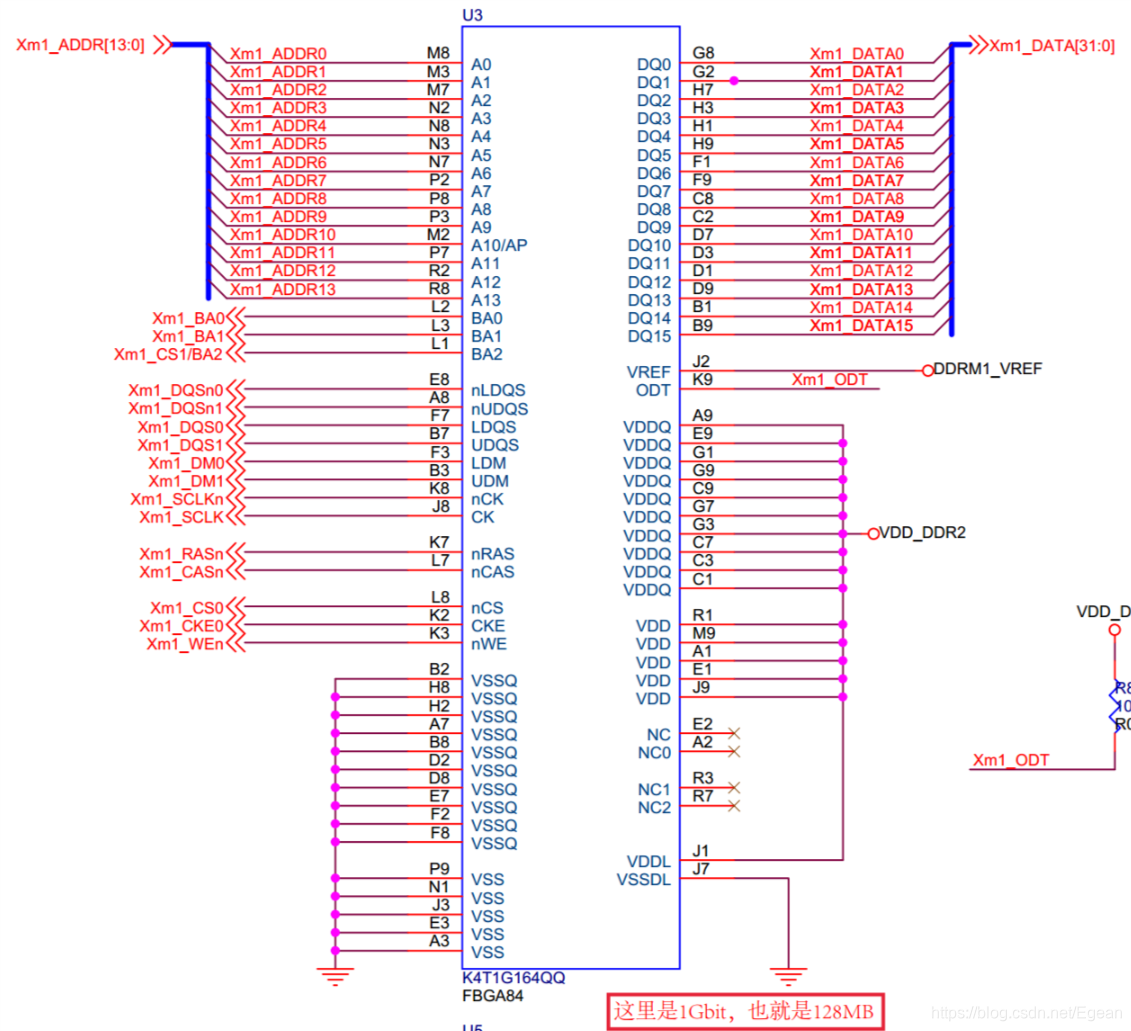 U3
Xm1_ADDR[13:0]
Xm1_DATA[31:0]
Xm1_ADDR0 M8 A0
Xm1_ADDR1 M3 A1
Xm1_ADDR2 M7 A2
Xm1_ADDR3 N2 A3
Xm1_ADDR4 N8 A4
Xm1_ADDR5 N3 A5
Xm1_ADDR6 N7 A6
Xm1_ADDR7 P2 A7
Xm1_ADDR8 P8 A8
Xm1_ADDR9 P3 A9
Xm1_ADDR10 M2 A10/AP
Xm1_ADDR11 P7 A11
Xm1_ADDR12 R2 A12
Xm1_ADDR13 R8 A13
Xm1_BA0 L2 BA0
Xm1_BA1 L3 BA1
Xm1_CS1/BA2 L1 BA2
Xm1_DQSn0 E8 nLDQS
Xm1_DQSn1 A8 nUDQS
Xm1_DQS0 F7 LDQS
Xm1_DQS1 B7 UDQS
Xm1_DM0 F3 LDM
Xm1_DM1 B3 UDM
Xm1_SCLKn K8 nCK
Xm1_SCLK J8 CK
Xm1_RASn K7 nRAS
Xm1_CASn L7 nCAS
Xm1_CS0 L8 nCS
Xm1_CKE0 K2 CKE
Xm1_WEn K3 nWE
B2 VSSQ
H8 VSSQ
H2 VSSQ
A7 VSSQ
B8 VSSQ
D2 VSSQ
D8 VSSQ
E7 VSSQ
F2 VSSQ
F8 VSSQ
P9 VSS
N1 VSS
J3 VSS
E3 VSS
A3 VSS
DQ0 G8 Xm1_DATA0
DQ1 G2 Xm1_DATA1
DQ2 H7 Xm1_DATA2
DQ3 H3 Xm1_DATA3
DQ4 H1 Xm1_DATA4
DQ5 H9 Xm1_DATA5
DQ6 F1 Xm1_DATA6
DQ7 F9 Xm1_DATA7
DQ8 C8 Xm1_DATA8
DQ9 C2 Xm1_DATA9
DQ10 D7 Xm1_DATA10
DQ11 D3 Xm1_DATA11
DQ12 D1 Xm1_DATA12
DQ13 D9 Xm1_DATA13
DQ14 B1 Xm1_DATA14
DQ15 B9 Xm1_DATA15
VREF J2 DDRM1_VREF
ODT K9 Xm1_ODT
VDDQ A9
VDDQ E9
VDDQ G1
VDDQ G9
VDDQ C9
VDDQ G7
VDDQ G3 VDD_DDR2
VDDQ C7
VDDQ C3
VDDQ C1
VDD R1
VDD M9
VDD A1
VDD E1
VDD J9
NC E2
NC0 A2
NC1 R3
NC2 R7
VDDL J1
VSSDL J7
VDD_D
Xm1_ODT
K4T1G164QQ
FBGA84
这里是1Gbit，也就是128MB
https://blog.csdn.net/Egean